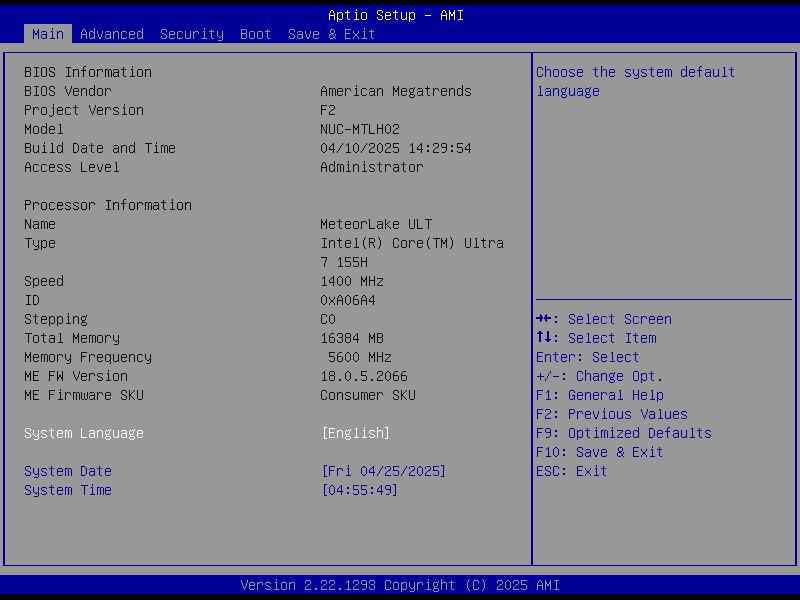 Aptio Setup - AMI
Main Advanced Security Boot Save & Exit
BIOS Information
BIOS Vendor American Megatrends
Project Version F2
Model NUC-MTLH02
Build Date and Time 04/10/2025 14:29:54
Access Level Administrator
Processor Information
Name MeteorLake ULT
Type Intel(R) Core(TM) Ultra
7 155H
Speed 1400 MHz
ID 0xA06A4
Stepping C0
Total Memory 16384 MB
Memory Frequency 5600 MHz
ME FW Version 18.0.5.2066
ME Firmware SKU Consumer SKU
System Language [English]
System Date [Fri 04/25/2025]
System Time [04:55:49]
Choose the system default
language
→←: Select Screen
↑↓: Select Item
Enter: Select
+/-: Change Opt.
F1: General Help
F2: Previous Values
F9: Optimized Defaults
F10: Save & Exit
ESC: Exit
Version 2.22.1293 Copyright (C) 2025 AMI